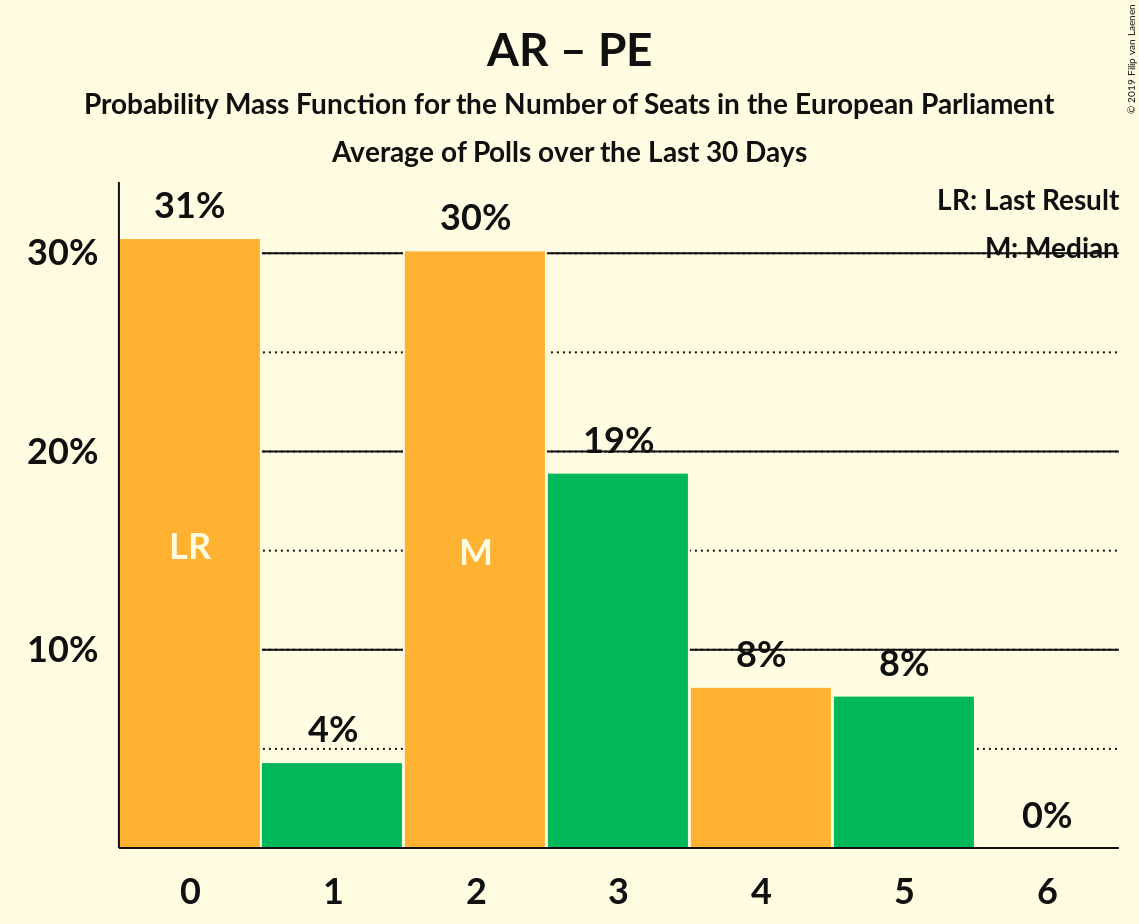 AR – PE
Probability Mass Function for the Number of Seats in the European Parliament
Average of Polls over the Last 30 Days
© 2019 Filip van Laenen
LR: Last Result
M: Median
31%
30%
30%
20%
19%
LR
M
10%
8%
8%
4%
0%
0 1 2 3 4 5 6